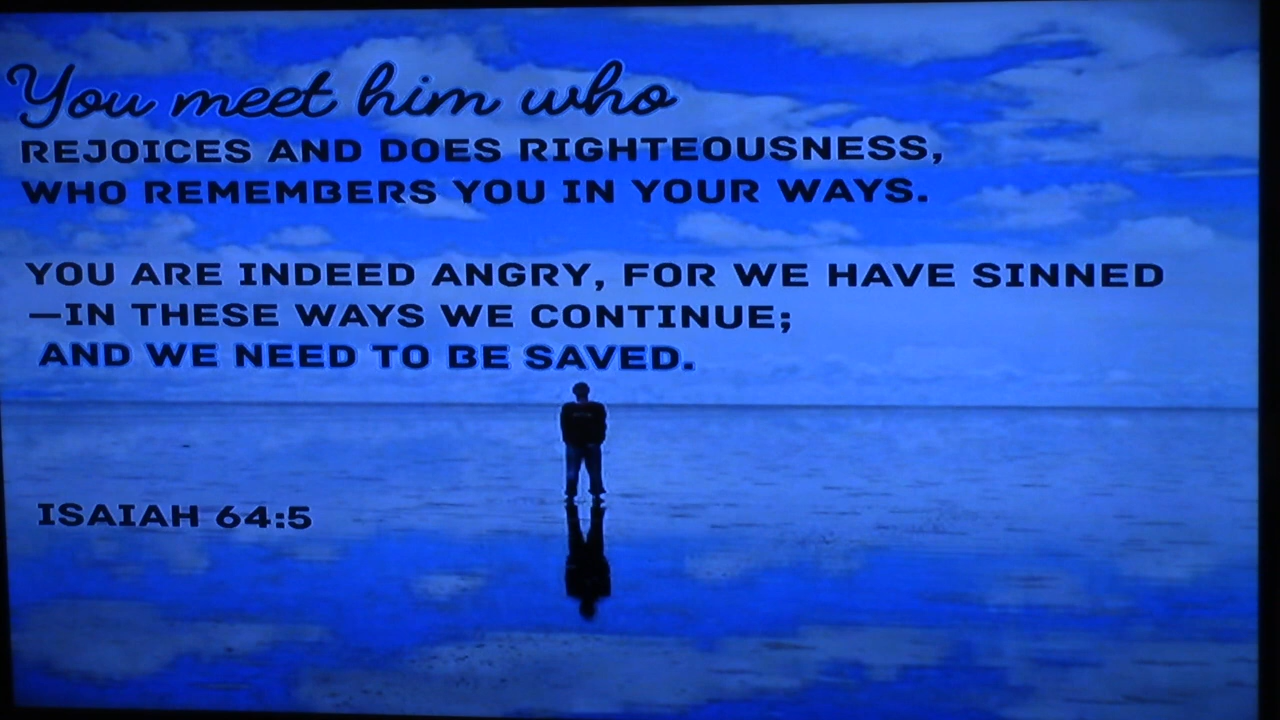 You meet him who
REJOICES AND DOES RIGHTEOUSNESS,
WHO REMEMBERS YOU IN YOUR WAYS.
YOU ARE INDEED ANGRY, FOR WE HAVE SINNED
—IN THESE WAYS WE CONTINUE;
AND WE NEED TO BE SAVED.
ISAIAH 64:5